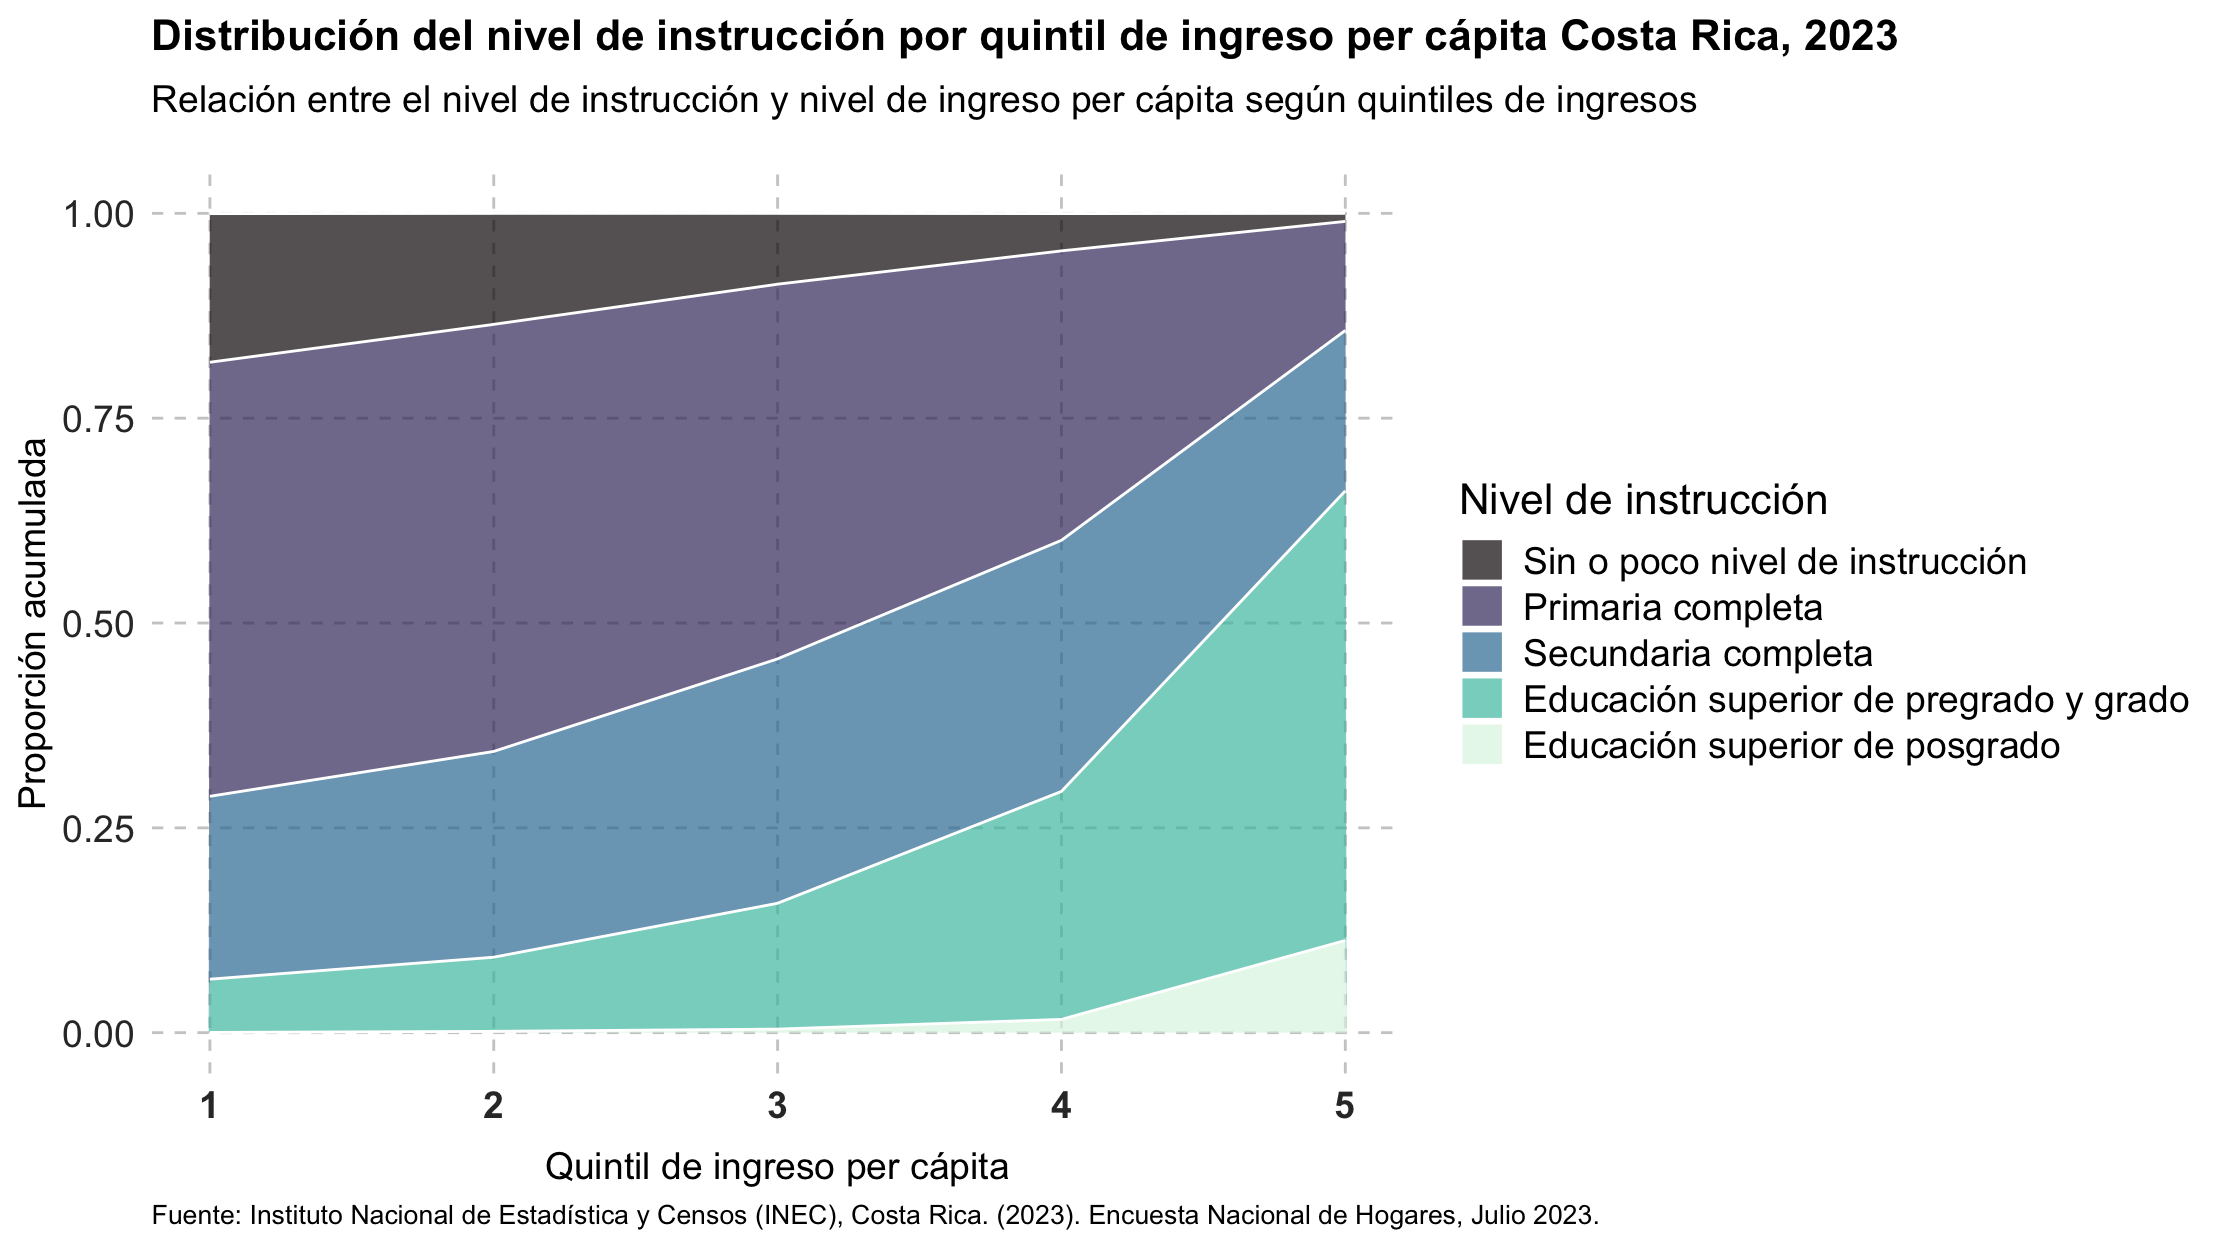 Distribución del nivel de instrucción por quintil de ingreso per cápita Costa Rica, 2023
Relación entre el nivel de instrucción y nivel de ingreso per cápita según quintiles de ingresos
Proporción acumulada
1.00
0.75
0.50
0.25
0.00
1 2 3 4 5
Quintil de ingreso per cápita
Nivel de instrucción
Sin o poco nivel de instrucción
Primaria completa
Secundaria completa
Educación superior de pregrado y grado
Educación superior de posgrado
Fuente: Instituto Nacional de Estadística y Censos (INEC), Costa Rica. (2023). Encuesta Nacional de Hogares, Julio 2023.